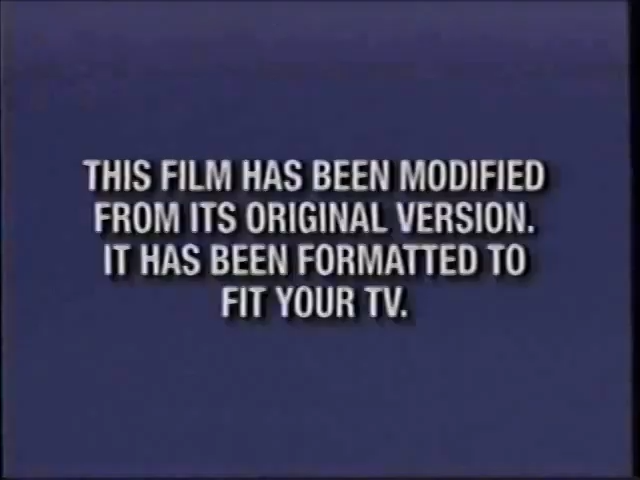 THIS FILM HAS BEEN MODIFIED
FROM ITS ORIGINAL VERSION.
IT HAS BEEN FORMATTED TO
FIT YOUR TV.